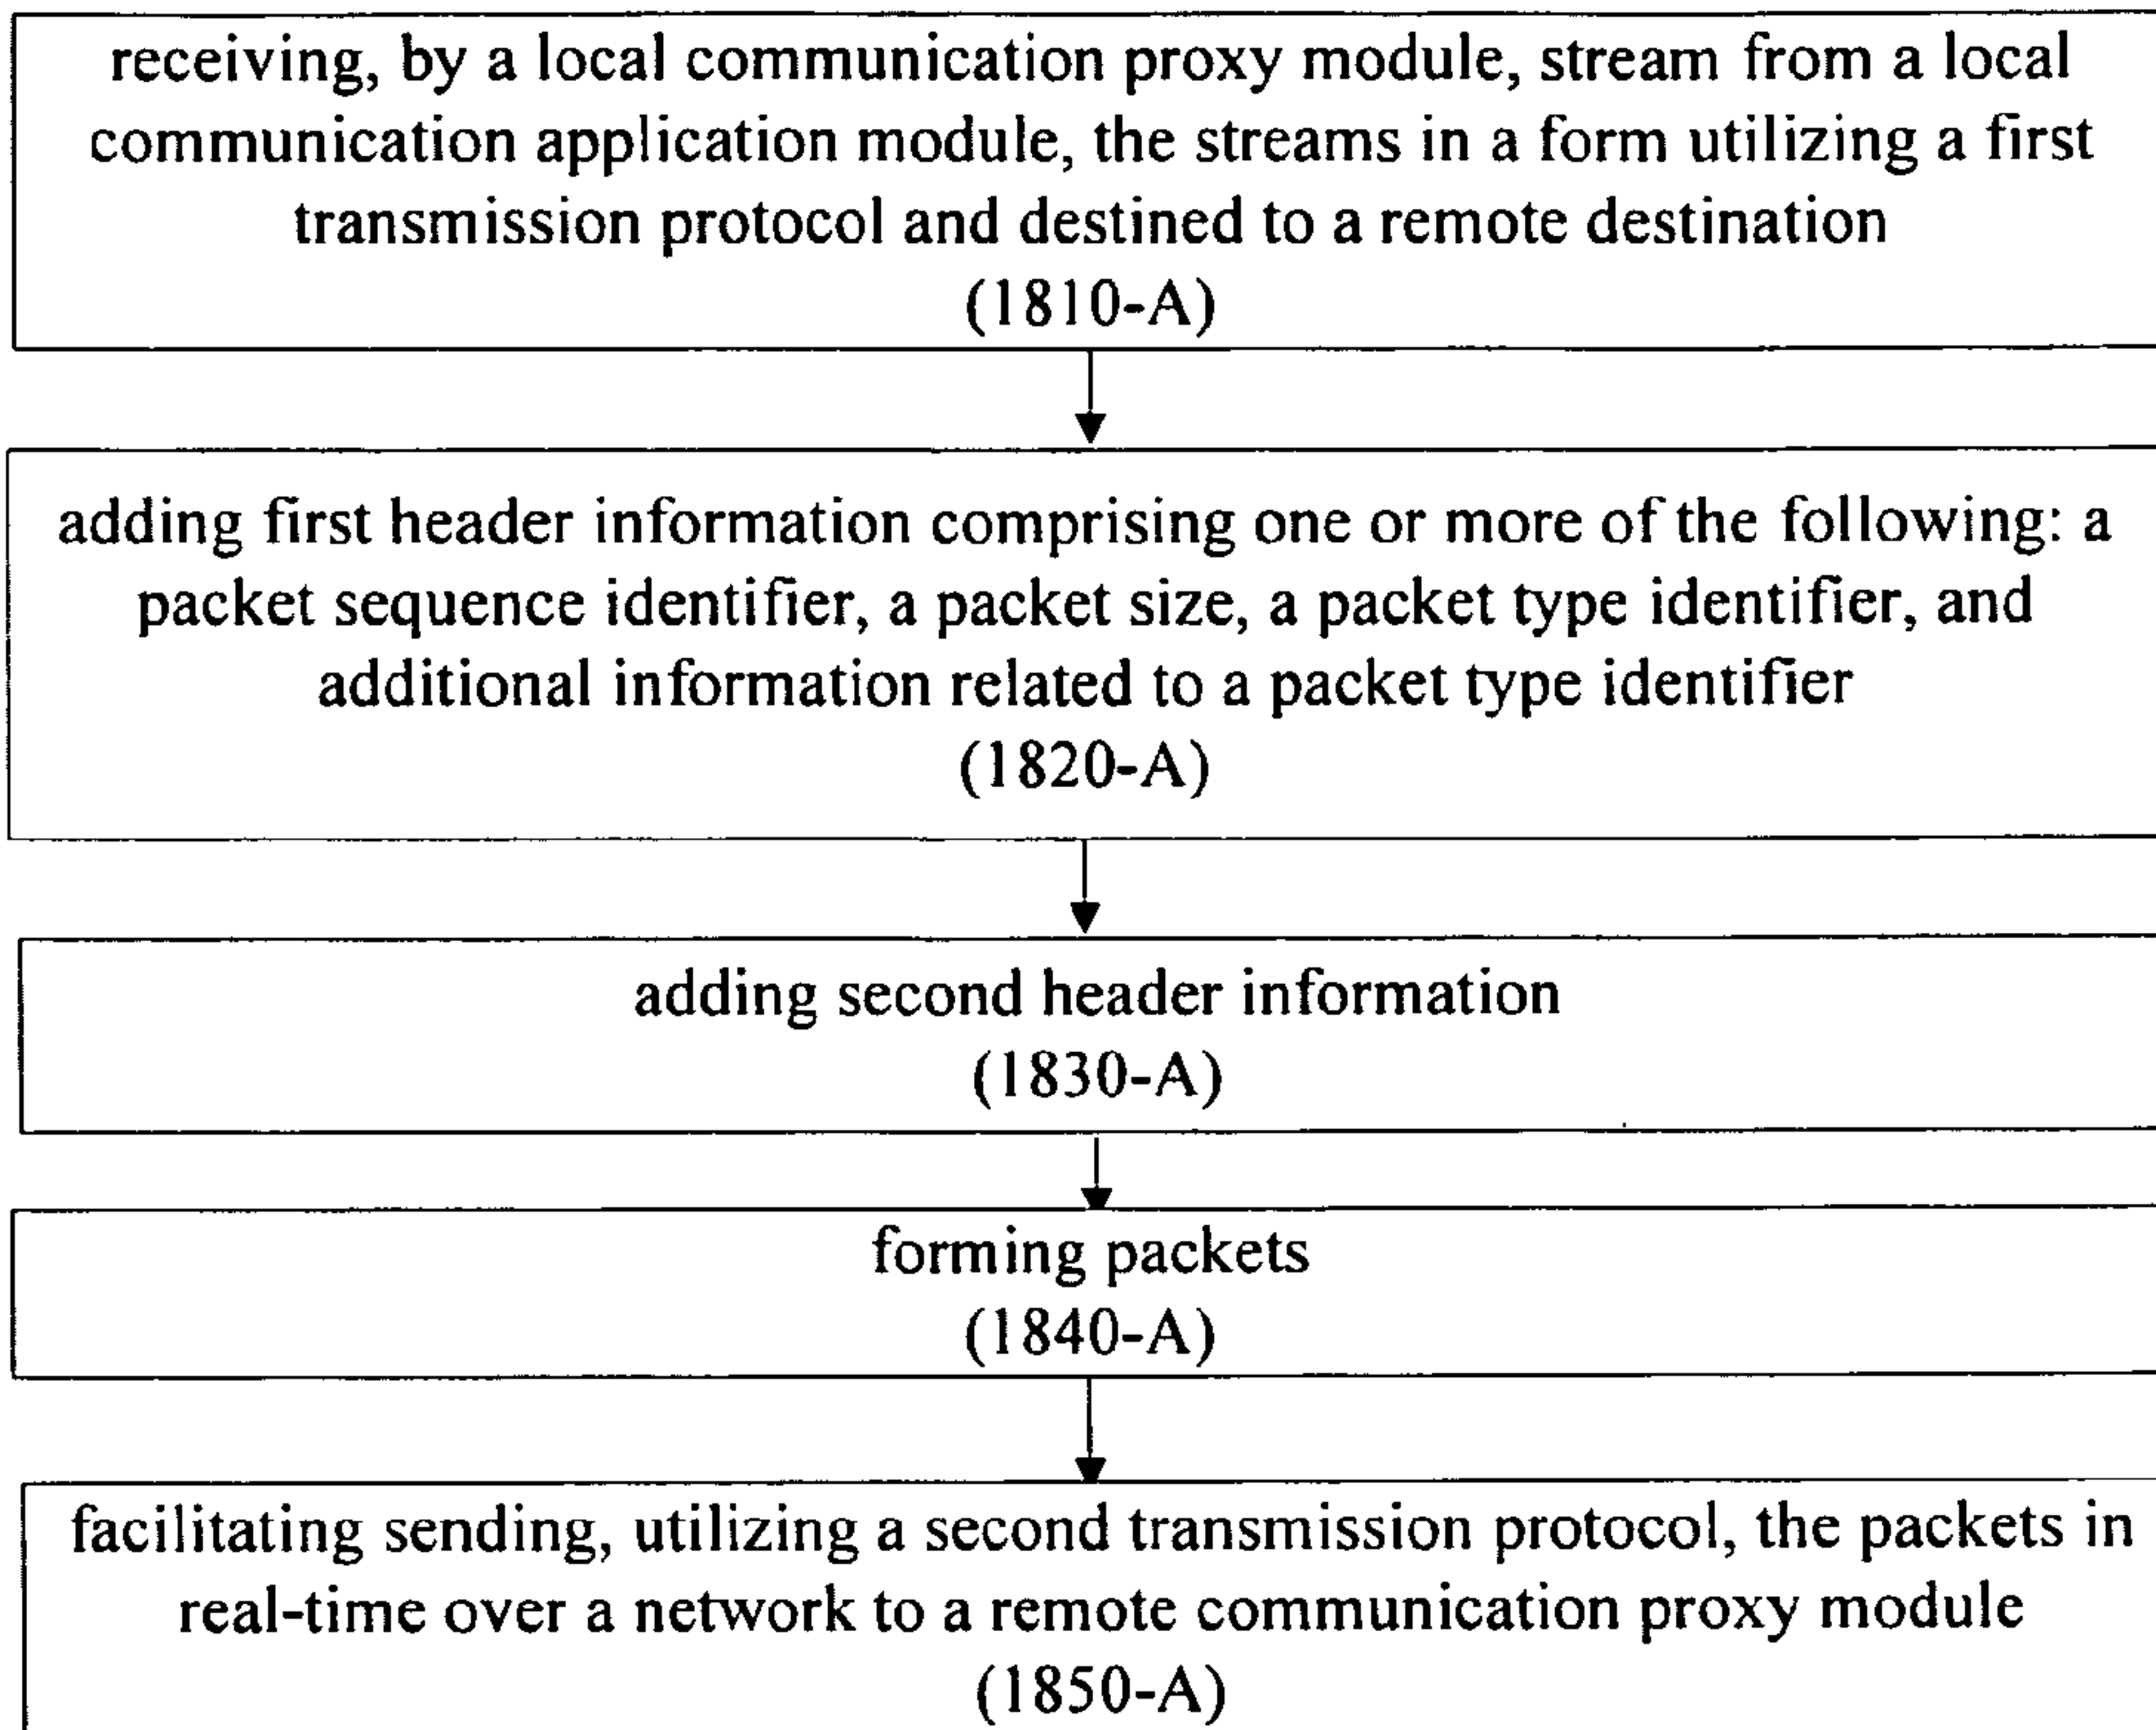 receiving, by a local communication proxy module, stream from a local
communication application module, the streams in a form utilizing a first
transmission protocol and destined to a remote destination
(1810-A)
adding first header information comprising one or more of the following: a
packet sequence identifier, a packet size, a packet type identifier, and
additional information related to a packet type identifier
(1820-A)
adding second header information
(1830-A)
forming packets
(1840-A)
facilitating sending, utilizing a second transmission protocol, the packets in
real-time over a network to a remote communication proxy module
(1850-A)